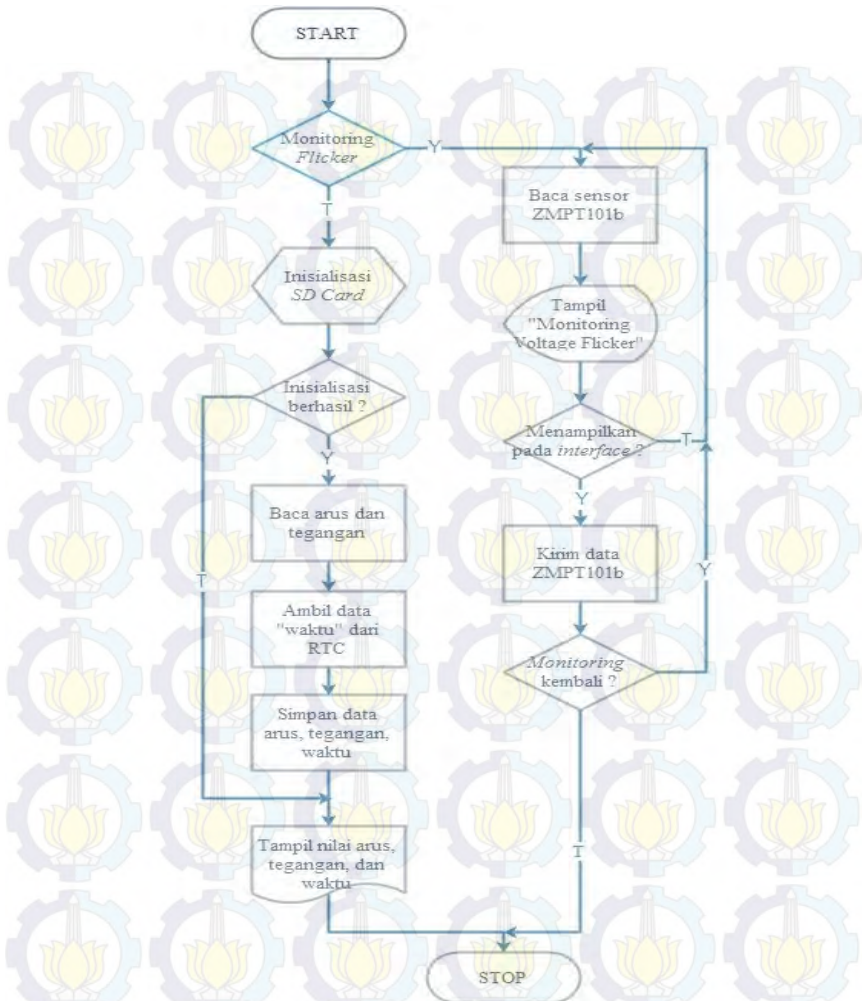 START
Monitoring
Flicker
Y
T
Baca sensor
ZMPT101b
Inisialisasi
SD Card
Tampil
"Monitoring
Voltage Flicker"
Inisialisasi
berhasil ?
Y
T
Menampilkan
pada interface ?
T
Y
Baca arus dan
tegangan
Kirim data
ZMPT101b
Y
Ambil data
"waktu" dari
RTC
Monitoring
kembali ?
T
Simpan data
arus, tegangan,
waktu
Tampil nilai arus,
tegangan, dan
waktu
STOP